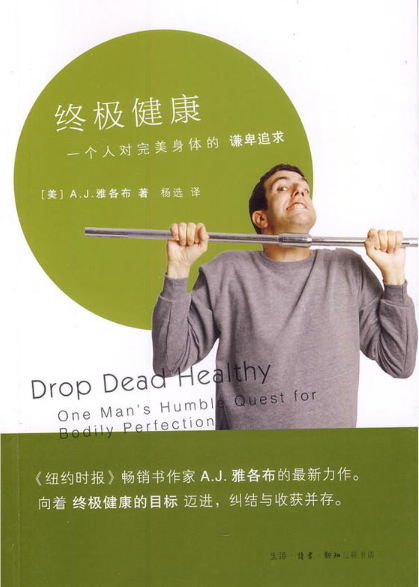 终极健康
一个人对完美身体的 谦卑追求
[美] A.J.雅各布 著 杨选 译
Drop Dead Healthy
One Man's Humble Quest for
Bodily Perfection
《纽约时报》畅销书作家 A.J.雅各布的最新力作。
向着 终极健康的目标 迈进，纠结与收获并存。
生活·读书·新知 三联书店